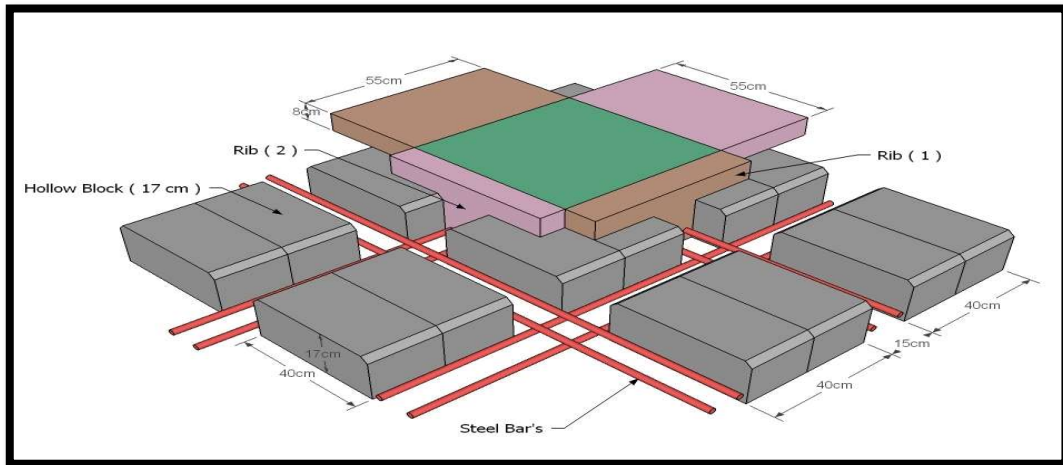 55cm
55cm
8cm
Rib ( 2 )
Rib ( 1 )
Hollow Block ( 17 cm )
40cm
15cm
17cm
40cm
40cm
Steel Bar's